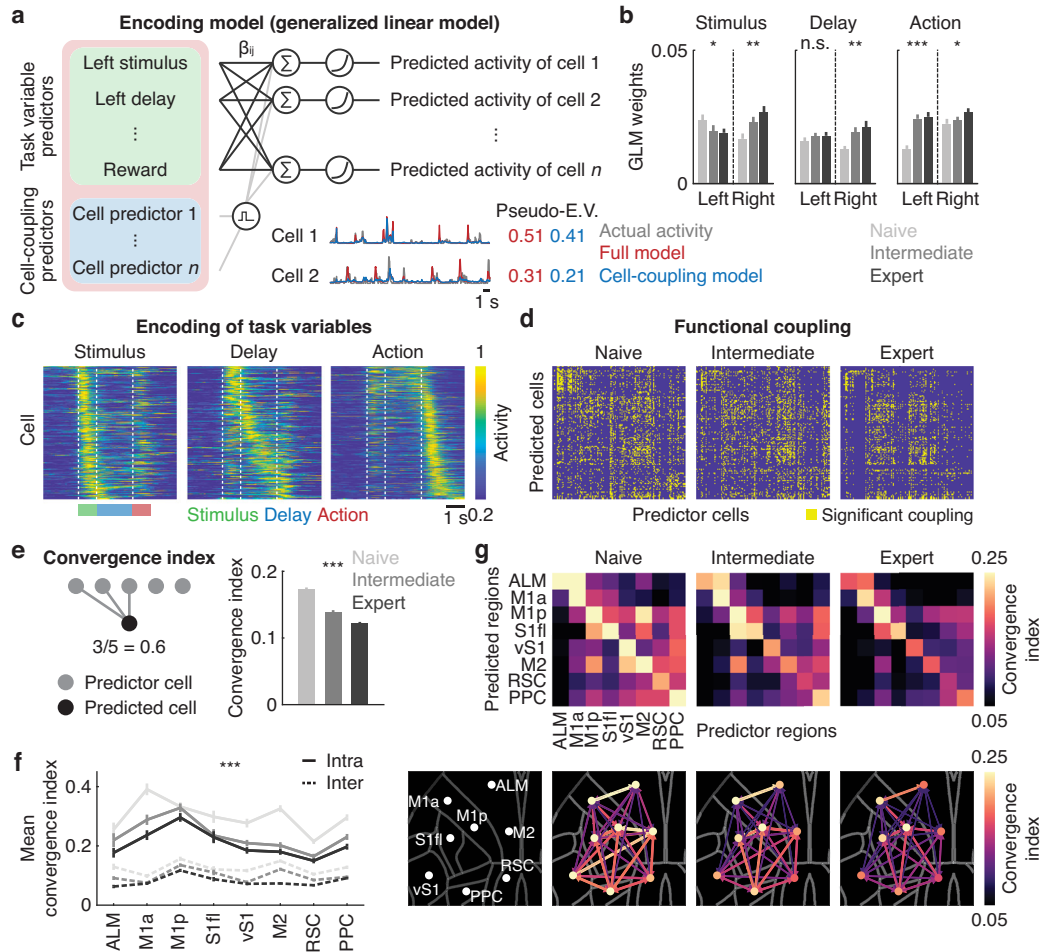 a Encoding model (generalized linear model)
Task variable predictors
Left stimulus
Left delay
⋮
Reward
Cell-coupling predictors
Cell predictor 1
⋮
Cell predictor n
βij
Σ
Σ
Σ
Predicted activity of cell 1
Predicted activity of cell 2
⋮
Predicted activity of cell n
Pseudo-E.V.
Cell 1
0.51 0.41
Cell 2
0.31 0.21
1 s
Actual activity
Full model
Cell-coupling model
b
Stimulus Delay Action
* ** n.s. ** *** *
0.05
GLM weights
0
Left Right Left Right Left Right
Naive
Intermediate
Expert
c Encoding of task variables
Stimulus Delay Action
Cell
1
Activity
0.2
Stimulus Delay Action
1 s
d Functional coupling
Naive Intermediate Expert
Predicted cells
Predictor cells
Significant coupling
e Convergence index
3/5 = 0.6
Predictor cell
Predicted cell
Convergence index
0.2
0.1
0
***
Naive
Intermediate
Expert
f
Mean convergence index
0.4
0.2
0
***
Intra
Inter
ALM M1a M1p S1fl vS1 M2 RSC PPC
g
Naive Intermediate Expert
Predicted regions
ALM
M1a
M1p
S1fl
vS1
M2
RSC
PPC
ALM M1a M1p S1fl vS1 M2 RSC PPC
Predictor regions
0.25
Convergence index
0.05
ALM
M1a
M1p
S1fl
M2
RSC
vS1
PPC
0.25
Convergence index
0.05